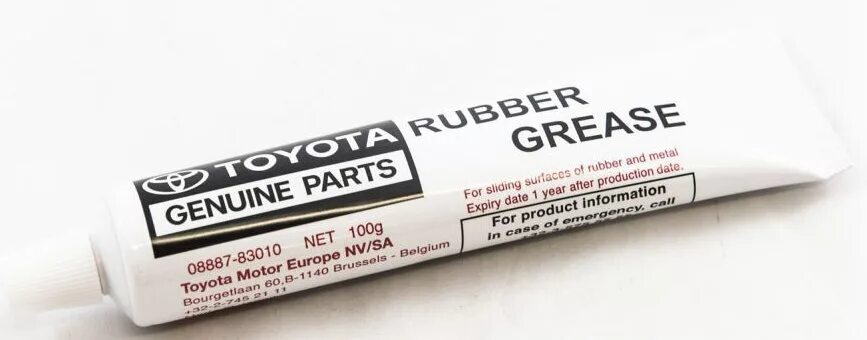 TOYOTA
GENUINE PARTS
RUBBER
GREASE
08887-83010 NET 100g
Toyota Motor Europe NV/SA
Bourgetlaan 60,B-1140 Brussels - Belgium
+32-2-745 21 11
For sliding surfaces of rubber and metal
Expiry date 1 year after production date.
For product information
in case of emergency, call